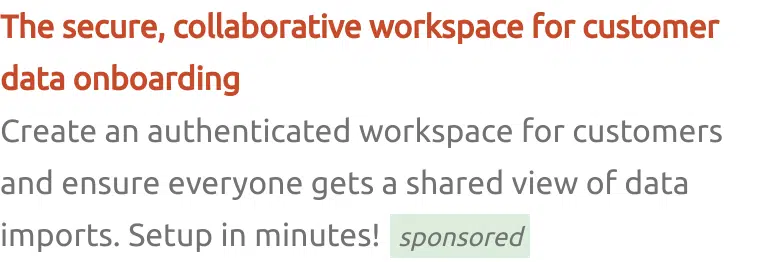 The secure, collaborative workspace for customer
data onboarding
Create an authenticated workspace for customers
and ensure everyone gets a shared view of data
imports. Setup in minutes! sponsored